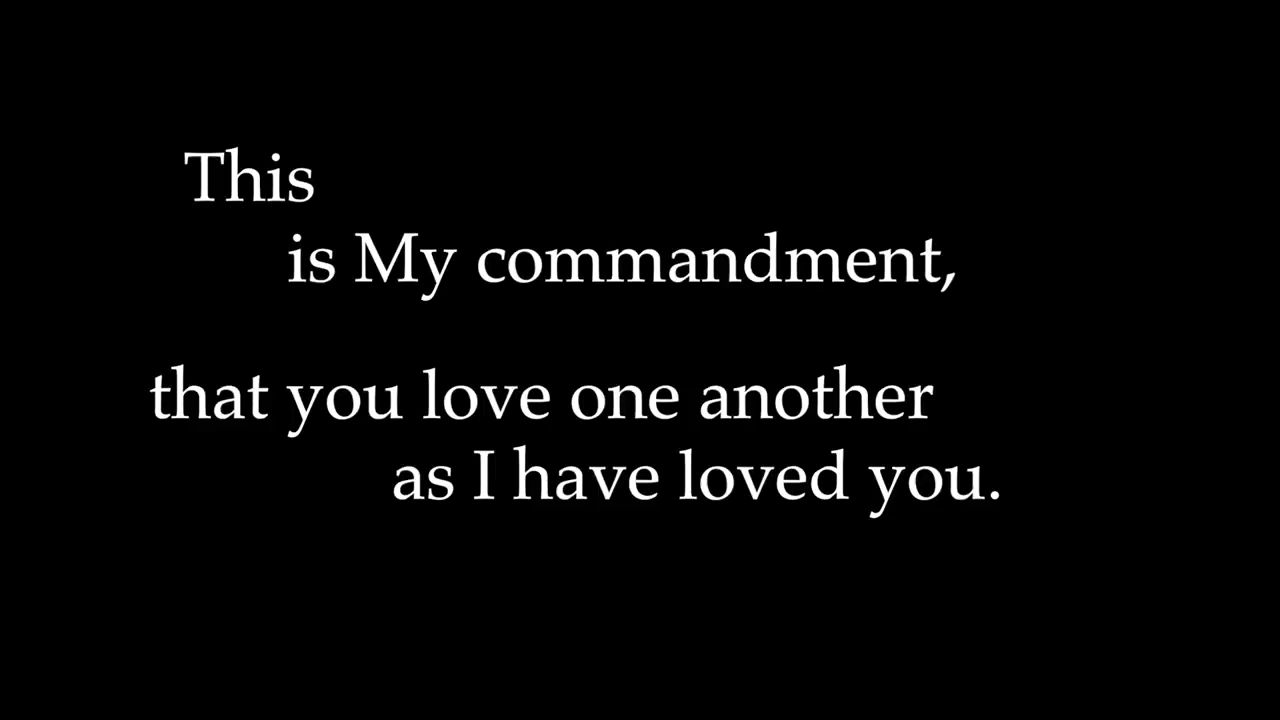 This
is My commandment,
that you love one another
as I have loved you.